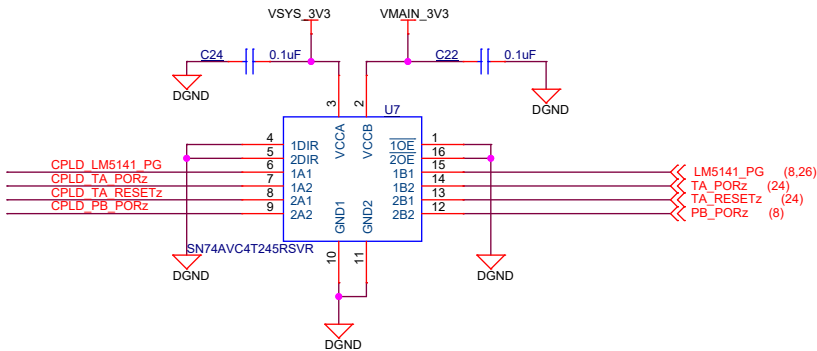 VSYS_3V3 VMAIN_3V3
C24 0.1uF C22 0.1uF
DGND DGND
U7
3 2
VCCA VCCB
4 1DIR 1OE 1
5 2DIR 2OE 16
CPLD_LM5141_PG 6 1A1 1B1 15 LM5141_PG (8,26)
CPLD_TA_PORz 7 1A2 1B2 14 TA_PORz (24)
CPLD_TA_RESETz 8 2A1 2B1 13 TA_RESETz (24)
CPLD_PB_PORz 9 2A2 2B2 12 PB_PORz (8)
GND1 GND2
SN74AVC4T245RSVR
10 11
DGND DGND
DGND